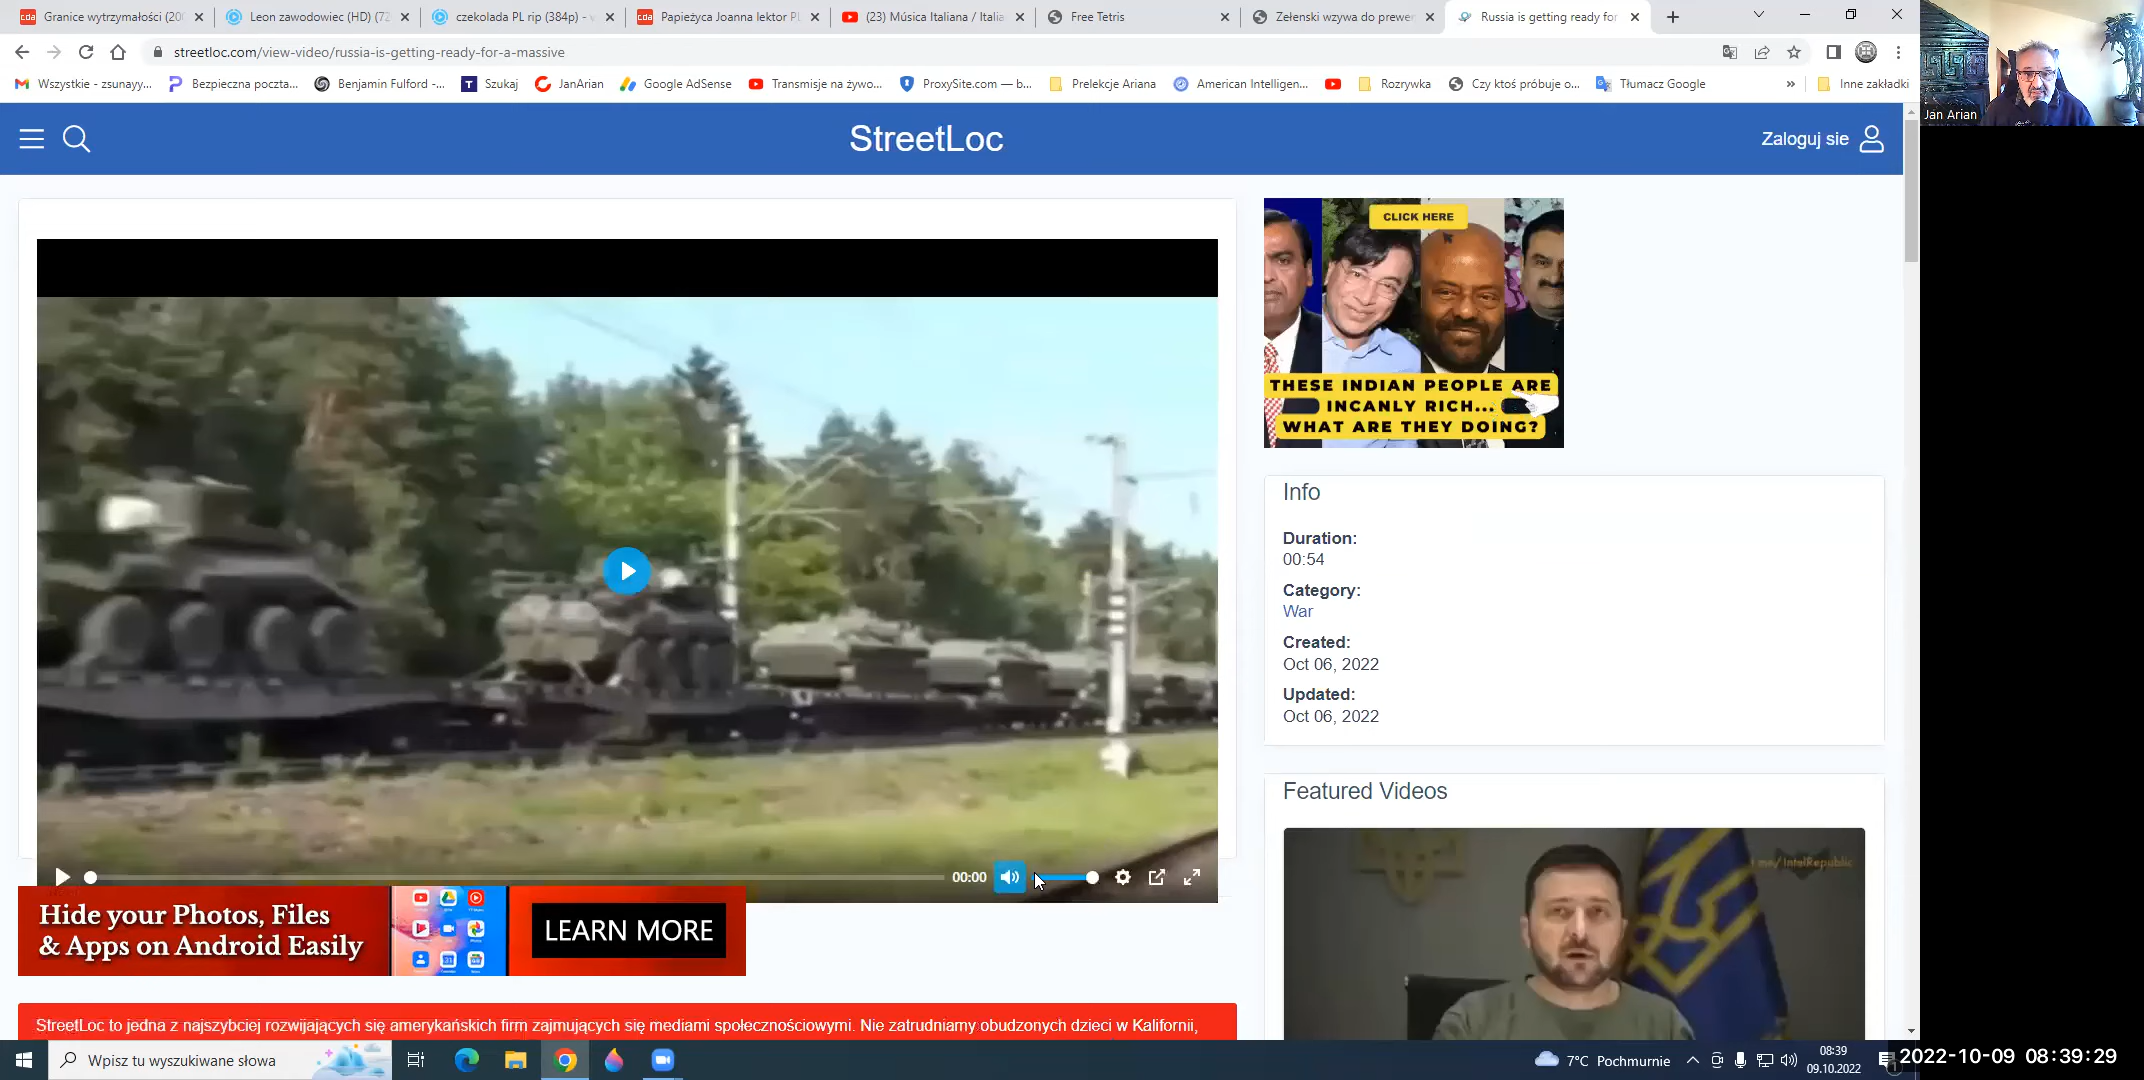 Granice wytrzymałości (200
Leon zawodowiec (HD) (72
czekolada PL rip (384p) - v
Papieżyca Joanna lektor PL
(23) Música Italiana / Italia
Free Tetris
Zełenski wzywa do prewen
Russia is getting ready for
streetloc.com/view-video/russia-is-getting-ready-for-a-massive
Wszystkie - zsunayy...
Bezpieczna poczta...
Benjamin Fulford -...
Szukaj
JanArian
Google AdSense
Transmisje na żywo...
ProxySite.com — b...
Prelekcje Ariana
American Intelligen...
Rozrywka
Czy ktoś próbuje o...
Tłumacz Google
»
Inne zakładki
Jan Arian
StreetLoc
Zaloguj sie
CLICK HERE
THESE INDIAN PEOPLE ARE
INCANLY RICH...
WHAT ARE THEY DOING?
Info
Duration:
00:54
Category:
War
Created:
Oct 06, 2022
Updated:
Oct 06, 2022
Featured Videos
t.me/IntelRepublic
00:00
Hide your Photos, Files
& Apps on Android Easily
LEARN MORE
StreetLoc to jedna z najszybciej rozwijających się amerykańskich firm zajmujących się mediami społecznościowymi. Nie zatrudniamy obudzonych dzieci w Kalifornii,
Wpisz tu wyszukiwane słowa
7°C Pochmurnie
08:39
09.10.2022
2022-10-09 08:39:29